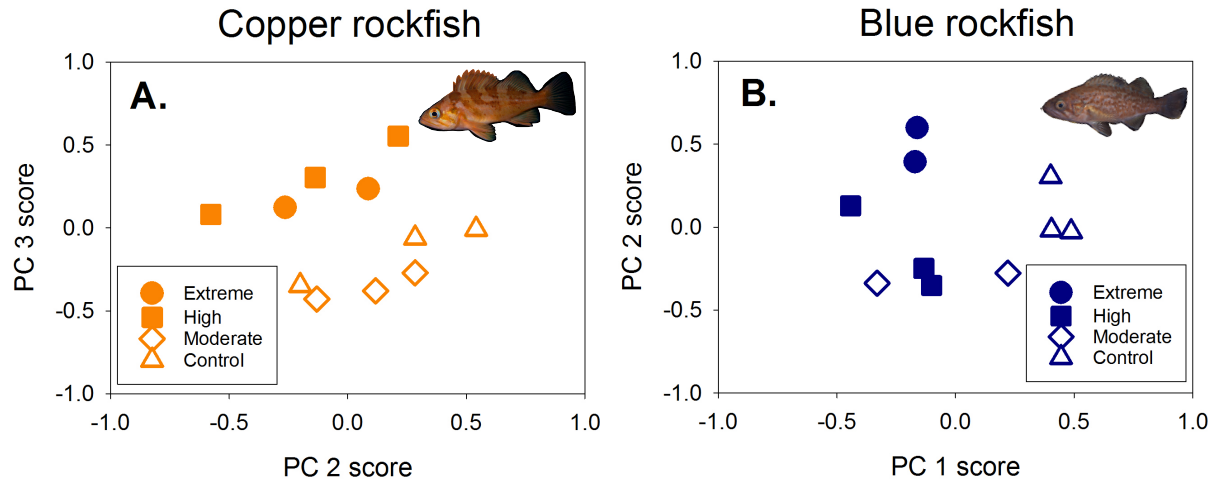 Copper rockfish
A.
1.0
0.5
0.0
-0.5
-1.0
PC 3 score
Extreme
High
Moderate
Control
-1.0
-0.5
0.0
0.5
1.0
PC 2 score
Blue rockfish
B.
1.0
0.5
0.0
-0.5
-1.0
PC 2 score
Extreme
High
Moderate
Control
-1.0
-0.5
0.0
0.5
1.0
PC 1 score